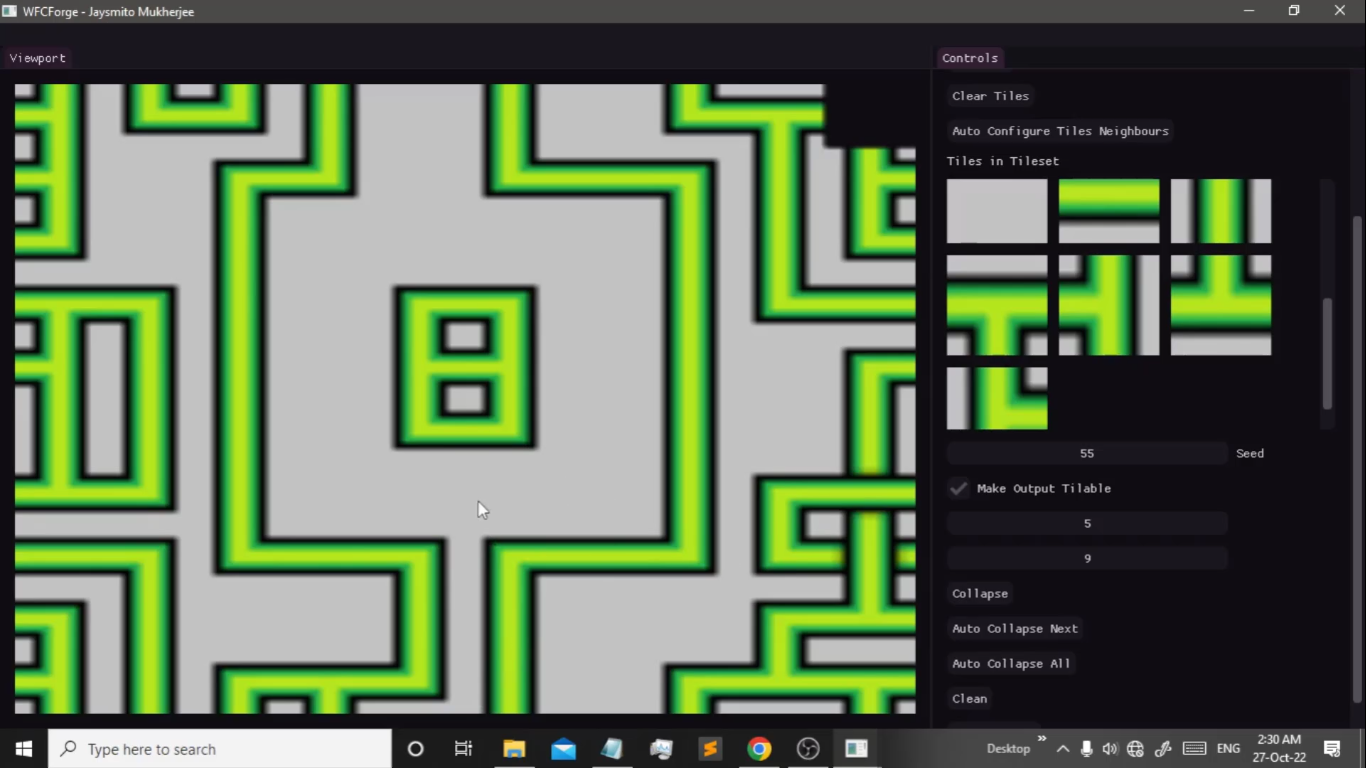 WFCForge - Jaysmito Mukherjee
Viewport
Controls
Clear Tiles
Auto Configure Tiles Neighbours
Tiles in Tileset
55 Seed
Make Output Tilable
5
9
Collapse
Auto Collapse Next
Auto Collapse All
Clean
Type here to search
Desktop
ENG
2:30 AM
27-Oct-22